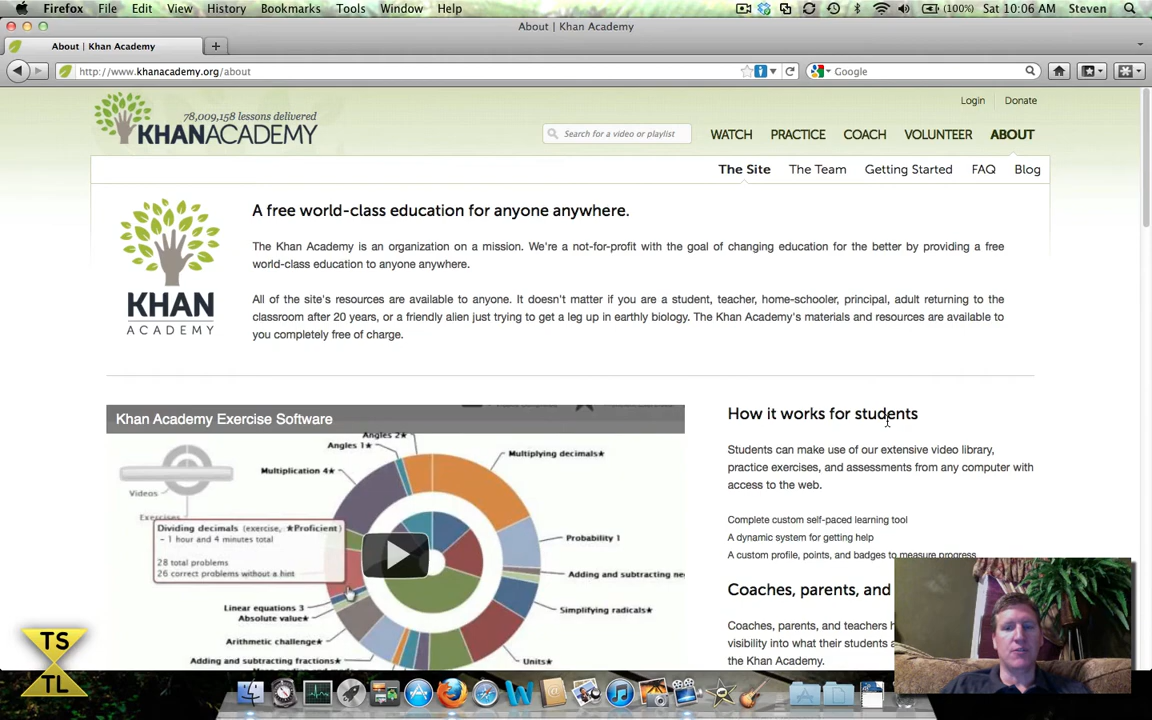 Firefox File Edit View History Bookmarks Tools Window Help (100%) Sat 10:06 AM Steven
About | Khan Academy
About | Khan Academy
http://www.khanacademy.org/about Google
Login Donate
78,009,158 lessons delivered
KHANACADEMY
Search for a video or playlist WATCH PRACTICE COACH VOLUNTEER ABOUT
The Site The Team Getting Started FAQ Blog
A free world-class education for anyone anywhere.
The Khan Academy is an organization on a mission. We're a not-for-profit with the goal of changing education for the better by providing a free
world-class education to anyone anywhere.
All of the site's resources are available to anyone. It doesn't matter if you are a student, teacher, home-schooler, principal, adult returning to the
classroom after 20 years, or a friendly alien just trying to get a leg up in earthly biology. The Khan Academy's materials and resources are available to
you completely free of charge.
KHAN
ACADEMY
Khan Academy Exercise Software
Angles 2★
Angles 1★
Multiplying decimals★
Multiplication 4★
Videos
Exercises
Dividing decimals (exercise, ★Proficient)
~ 1 hour and 4 minutes total
28 total problems
26 correct problems without a hint
Probability 1
Adding and subtracting ne
Linear equations 3
Simplifying radicals★
Absolute value★
Arithmetic challenge★
Adding and subtracting fractions★
Units★
How it works for students
Students can make use of our extensive video library,
practice exercises, and assessments from any computer with
access to the web.
Complete custom self-paced learning tool
A dynamic system for getting help
A custom profile, points, and badges to measure progress
Coaches, parents, and
Coaches, parents, and teachers h
visibility into what their students a
the Khan Academy.
TS
TL